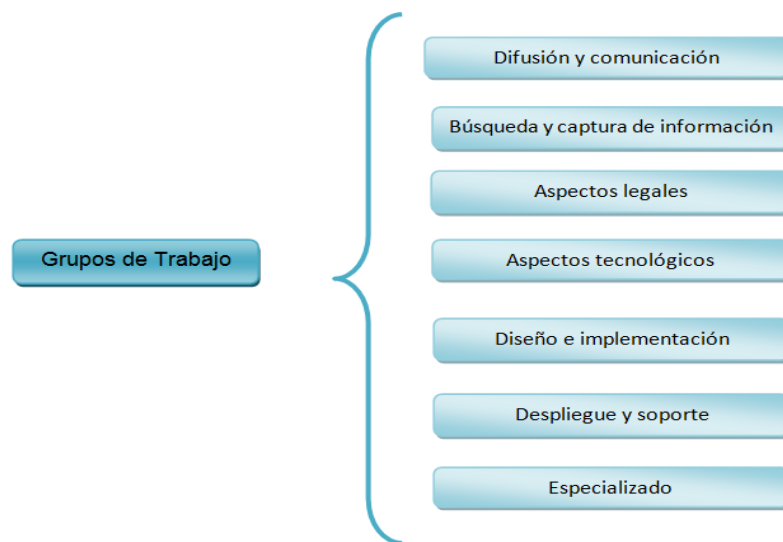 Grupos de Trabajo
Difusión y comunicación
Búsqueda y captura de información
Aspectos legales
Aspectos tecnológicos
Diseño e implementación
Despliegue y soporte
Especializado